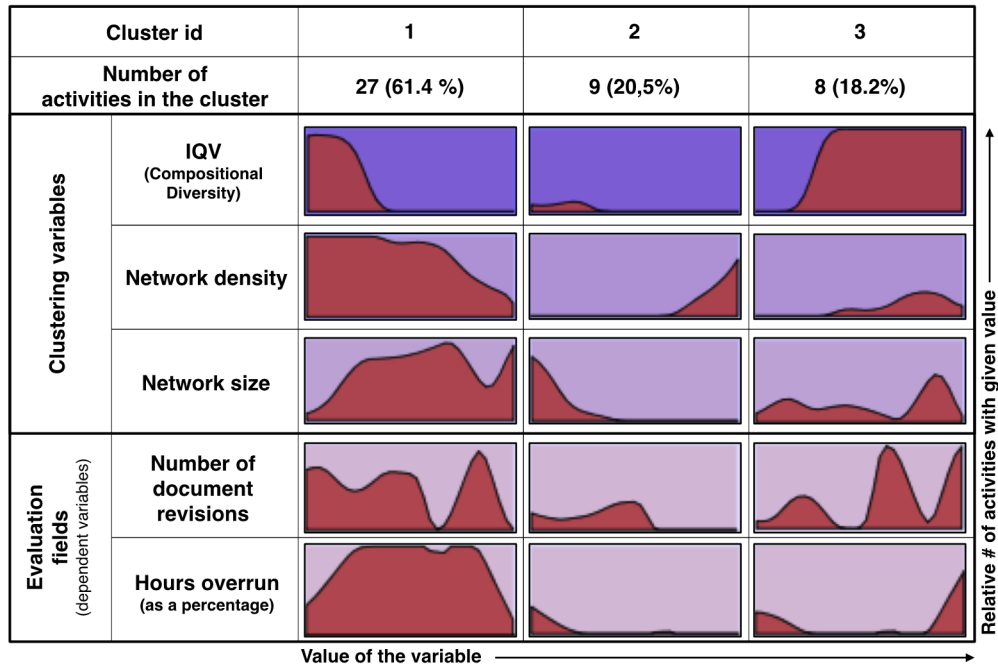 Cluster id
1
2
3
Number of
activities in the cluster
27 (61.4 %)
9 (20,5%)
8 (18.2%)
Clustering variables
IQV
(Compositional
Diversity)
Network density
Network size
Evaluation
fields
(dependent variables)
Number of
document
revisions
Hours overrun
(as a percentage)
Relative # of activities with given value
Value of the variable